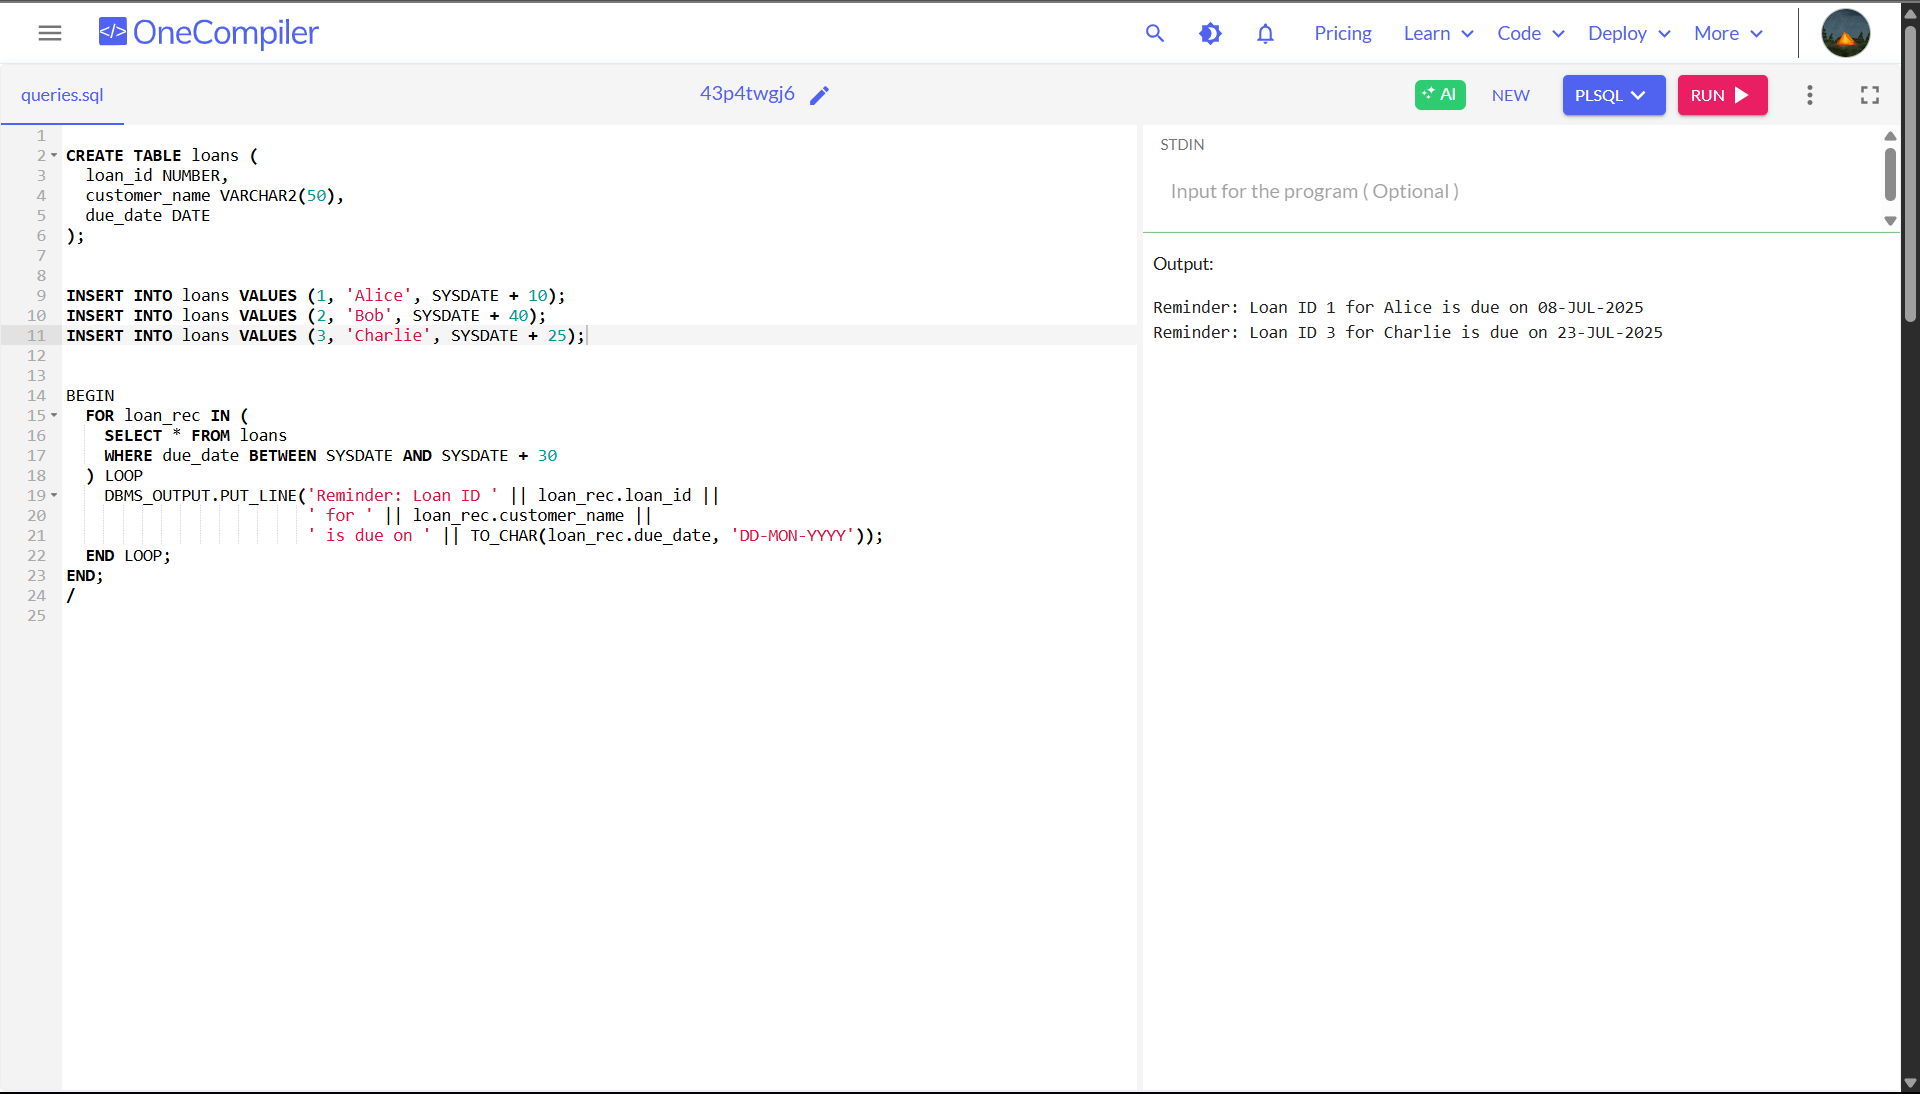 </> OneCompiler
Pricing Learn Code Deploy More
queries.sql
43p4twgj6
AI NEW PLSQL RUN
1
2 CREATE TABLE loans (
3   loan_id NUMBER,
4   customer_name VARCHAR2(50),
5   due_date DATE
6 );
7
8
9 INSERT INTO loans VALUES (1, 'Alice', SYSDATE + 10);
10 INSERT INTO loans VALUES (2, 'Bob', SYSDATE + 40);
11 INSERT INTO loans VALUES (3, 'Charlie', SYSDATE + 25);
12
13
14 BEGIN
15   FOR loan_rec IN (
16     SELECT * FROM loans
17     WHERE due_date BETWEEN SYSDATE AND SYSDATE + 30
18   ) LOOP
19     DBMS_OUTPUT.PUT_LINE('Reminder: Loan ID ' || loan_rec.loan_id ||
20                          ' for ' || loan_rec.customer_name ||
21                          ' is due on ' || TO_CHAR(loan_rec.due_date, 'DD-MON-YYYY'));
22   END LOOP;
23 END;
24 /
25
STDIN
Input for the program ( Optional )
Output:
Reminder: Loan ID 1 for Alice is due on 08-JUL-2025
Reminder: Loan ID 3 for Charlie is due on 23-JUL-2025